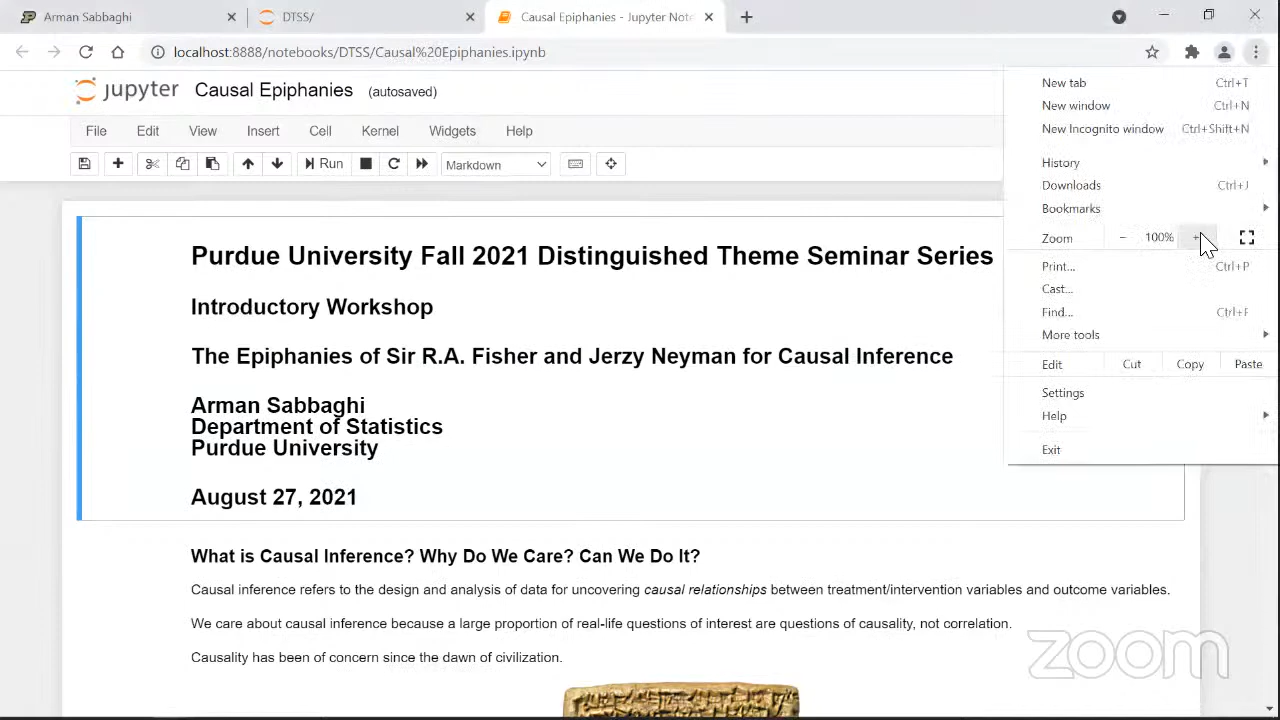 Arman Sabbaghi
DTSS/
Causal Epiphanies - Jupyter Note
localhost:8888/notebooks/DTSS/Causal%20Epiphanies.ipynb
jupyter Causal Epiphanies (autosaved)
File Edit View Insert Cell Kernel Widgets Help
Run Markdown
New tab Ctrl+T
New window Ctrl+N
New Incognito window Ctrl+Shift+N
History
Downloads Ctrl+J
Bookmarks
Zoom - 100% +
Print... Ctrl+P
Cast...
Find... Ctrl+F
More tools
Edit Cut Copy Paste
Settings
Help
Exit
Purdue University Fall 2021 Distinguished Theme Seminar Series
Introductory Workshop
The Epiphanies of Sir R.A. Fisher and Jerzy Neyman for Causal Inference
Arman Sabbaghi
Department of Statistics
Purdue University
August 27, 2021
What is Causal Inference? Why Do We Care? Can We Do It?
Causal inference refers to the design and analysis of data for uncovering causal relationships between treatment/intervention variables and outcome variables.
We care about causal inference because a large proportion of real-life questions of interest are questions of causality, not correlation.
Causality has been of concern since the dawn of civilization.
zoom